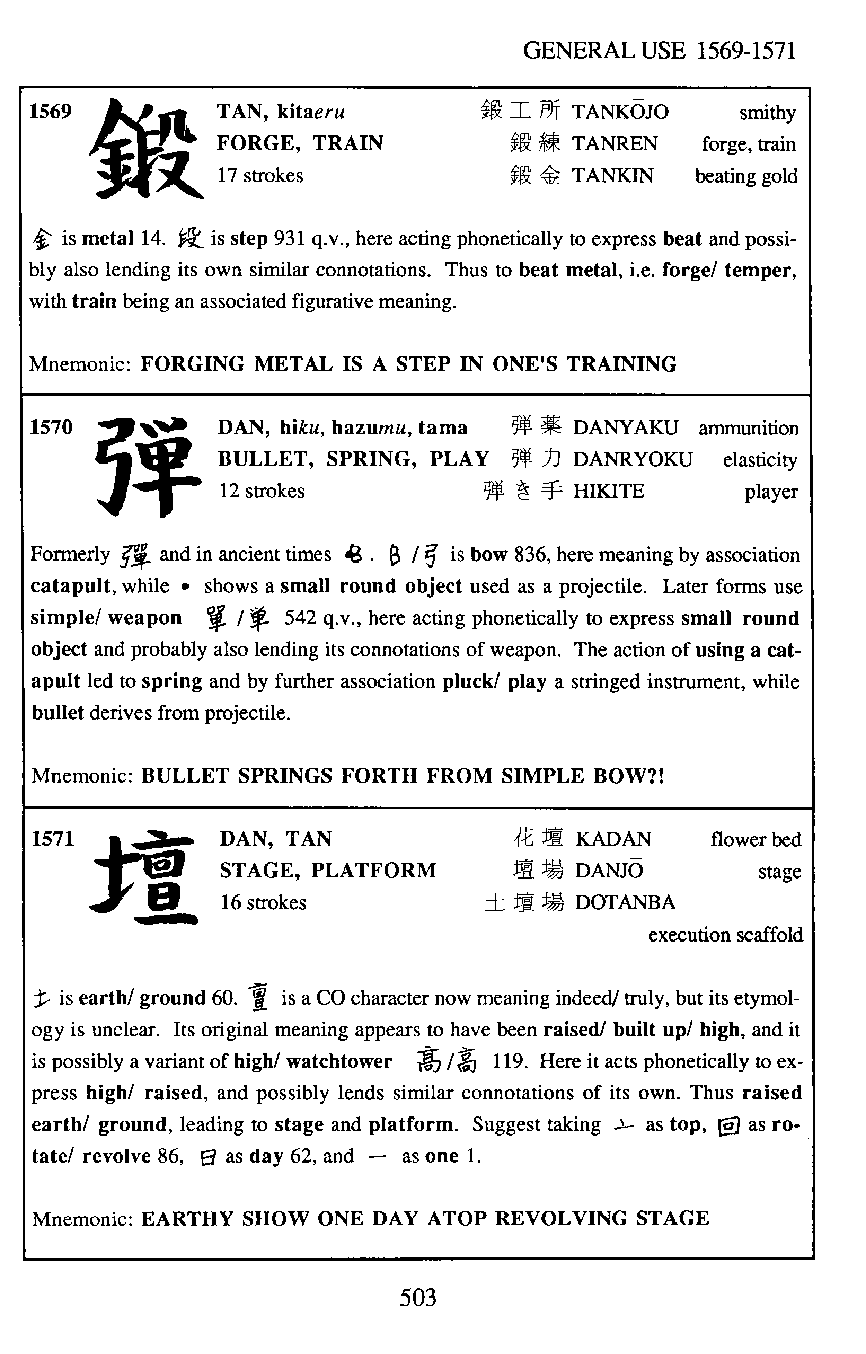 GENERAL USE 1569-1571
1569 鍛 TAN, kitaeru 鍛工所 TANKŌJO smithy
FORGE, TRAIN 鍛練 TANREN forge, train
17 strokes 鍛金 TANKIN beating gold
金 is metal 14. 段 is step 931 q.v., here acting phonetically to express beat and possi-
bly also lending its own similar connotations. Thus to beat metal, i.e. forge/ temper,
with train being an associated figurative meaning.
Mnemonic: FORGING METAL IS A STEP IN ONE'S TRAINING
1570 弾 DAN, hiku, hazumu, tama 弾薬 DANYAKU ammunition
BULLET, SPRING, PLAY 弾力 DANRYOKU elasticity
12 strokes 弾き手 HIKITE player
Formerly 彈 and in ancient times . / 弓 is bow 836, here meaning by association
catapult, while • shows a small round object used as a projectile. Later forms use
simple/ weapon 單 / 単 542 q.v., here acting phonetically to express small round
object and probably also lending its connotations of weapon. The action of using a cat-
apult led to spring and by further association pluck/ play a stringed instrument, while
bullet derives from projectile.
Mnemonic: BULLET SPRINGS FORTH FROM SIMPLE BOW?!
1571 壇 DAN, TAN 花壇 KADAN flower bed
STAGE, PLATFORM 壇場 DANJŌ stage
16 strokes 土壇場 DOTANBA
execution scaffold
土 is earth/ ground 60. 亶 is a CO character now meaning indeed/ truly, but its etymol-
ogy is unclear. Its original meaning appears to have been raised/ built up/ high, and it
is possibly a variant of high/ watchtower 髙 / 高 119. Here it acts phonetically to ex-
press high/ raised, and possibly lends similar connotations of its own. Thus raised
earth/ ground, leading to stage and platform. Suggest taking 亠 as top, 回 as ro-
tate/ revolve 86, 日 as day 62, and 一 as one 1.
Mnemonic: EARTHY SHOW ONE DAY ATOP REVOLVING STAGE
503